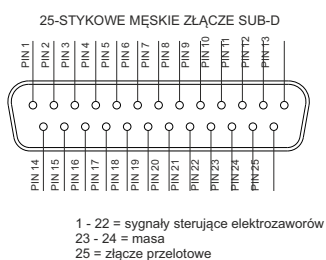 25-STYKOWE MĘSKIE ZŁĄCZE SUB-D
PIN 1
PIN 2
PIN 3
PIN 4
PIN 5
PIN 6
PIN 7
PIN 8
PIN 9
PIN 10
PIN 11
PIN 12
PIN 13
PIN 14
PIN 15
PIN 16
PIN 17
PIN 18
PIN 19
PIN 20
PIN 21
PIN 22
PIN 23
PIN 24
PIN 25
1 - 22 = sygnały sterujące elektrozaworów
23 - 24 = masa
25 = złącze przelotowe